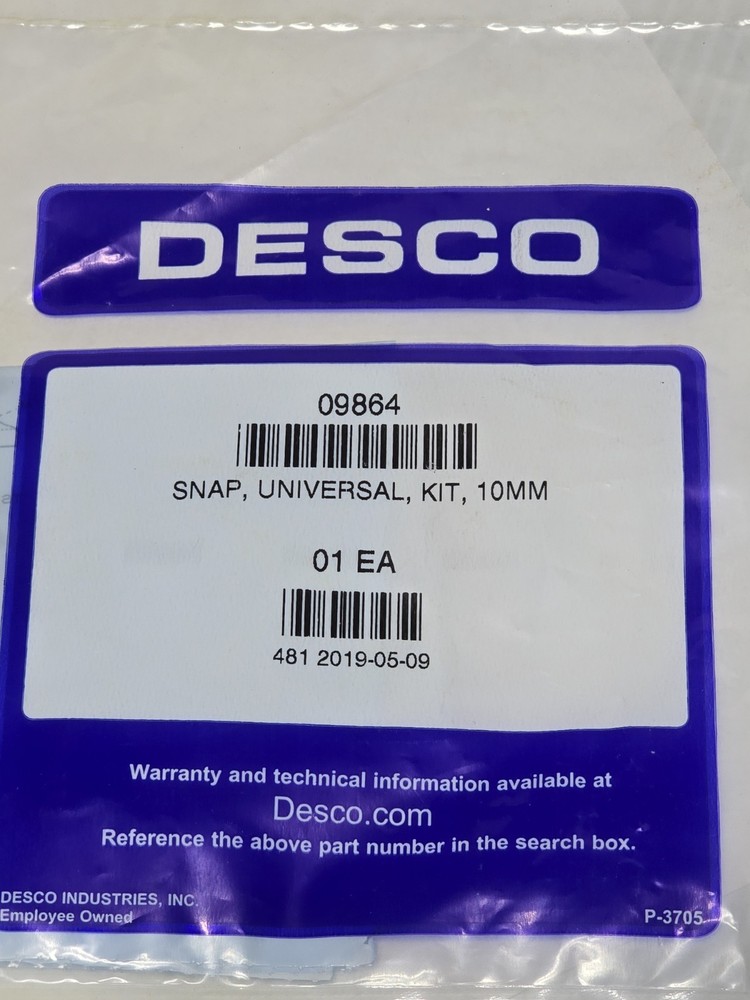 DESCO
09864
SNAP, UNIVERSAL, KIT, 10MM
01 EA
481 2019-05-09
Warranty and technical information available at
Desco.com
Reference the above part number in the search box.
DESCO INDUSTRIES, INC.
Employee Owned
P-3705